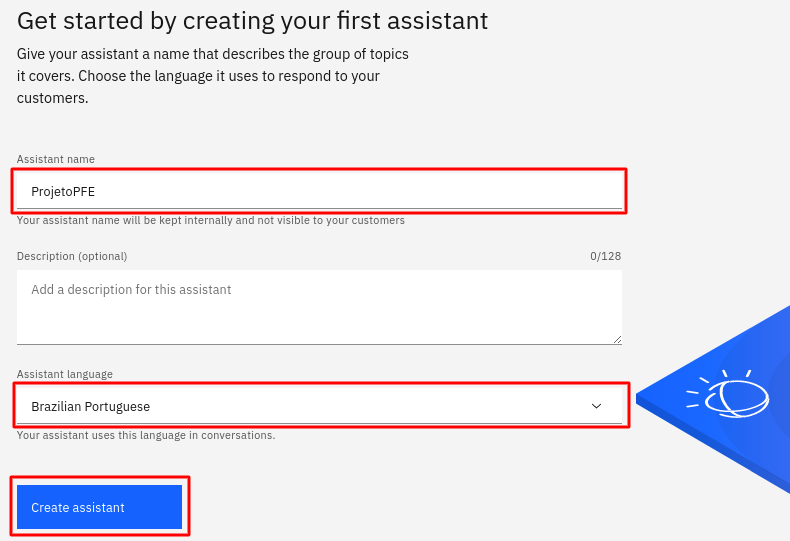 Get started by creating your first assistant
Give your assistant a name that describes the group of topics
it covers. Choose the language it uses to respond to your
customers.
Assistant name
ProjetoPFE
Your assistant name will be kept internally and not visible to your customers
Description (optional) 0/128
Add a description for this assistant
Assistant language
Brazilian Portuguese
Your assistant uses this language in conversations.
Create assistant